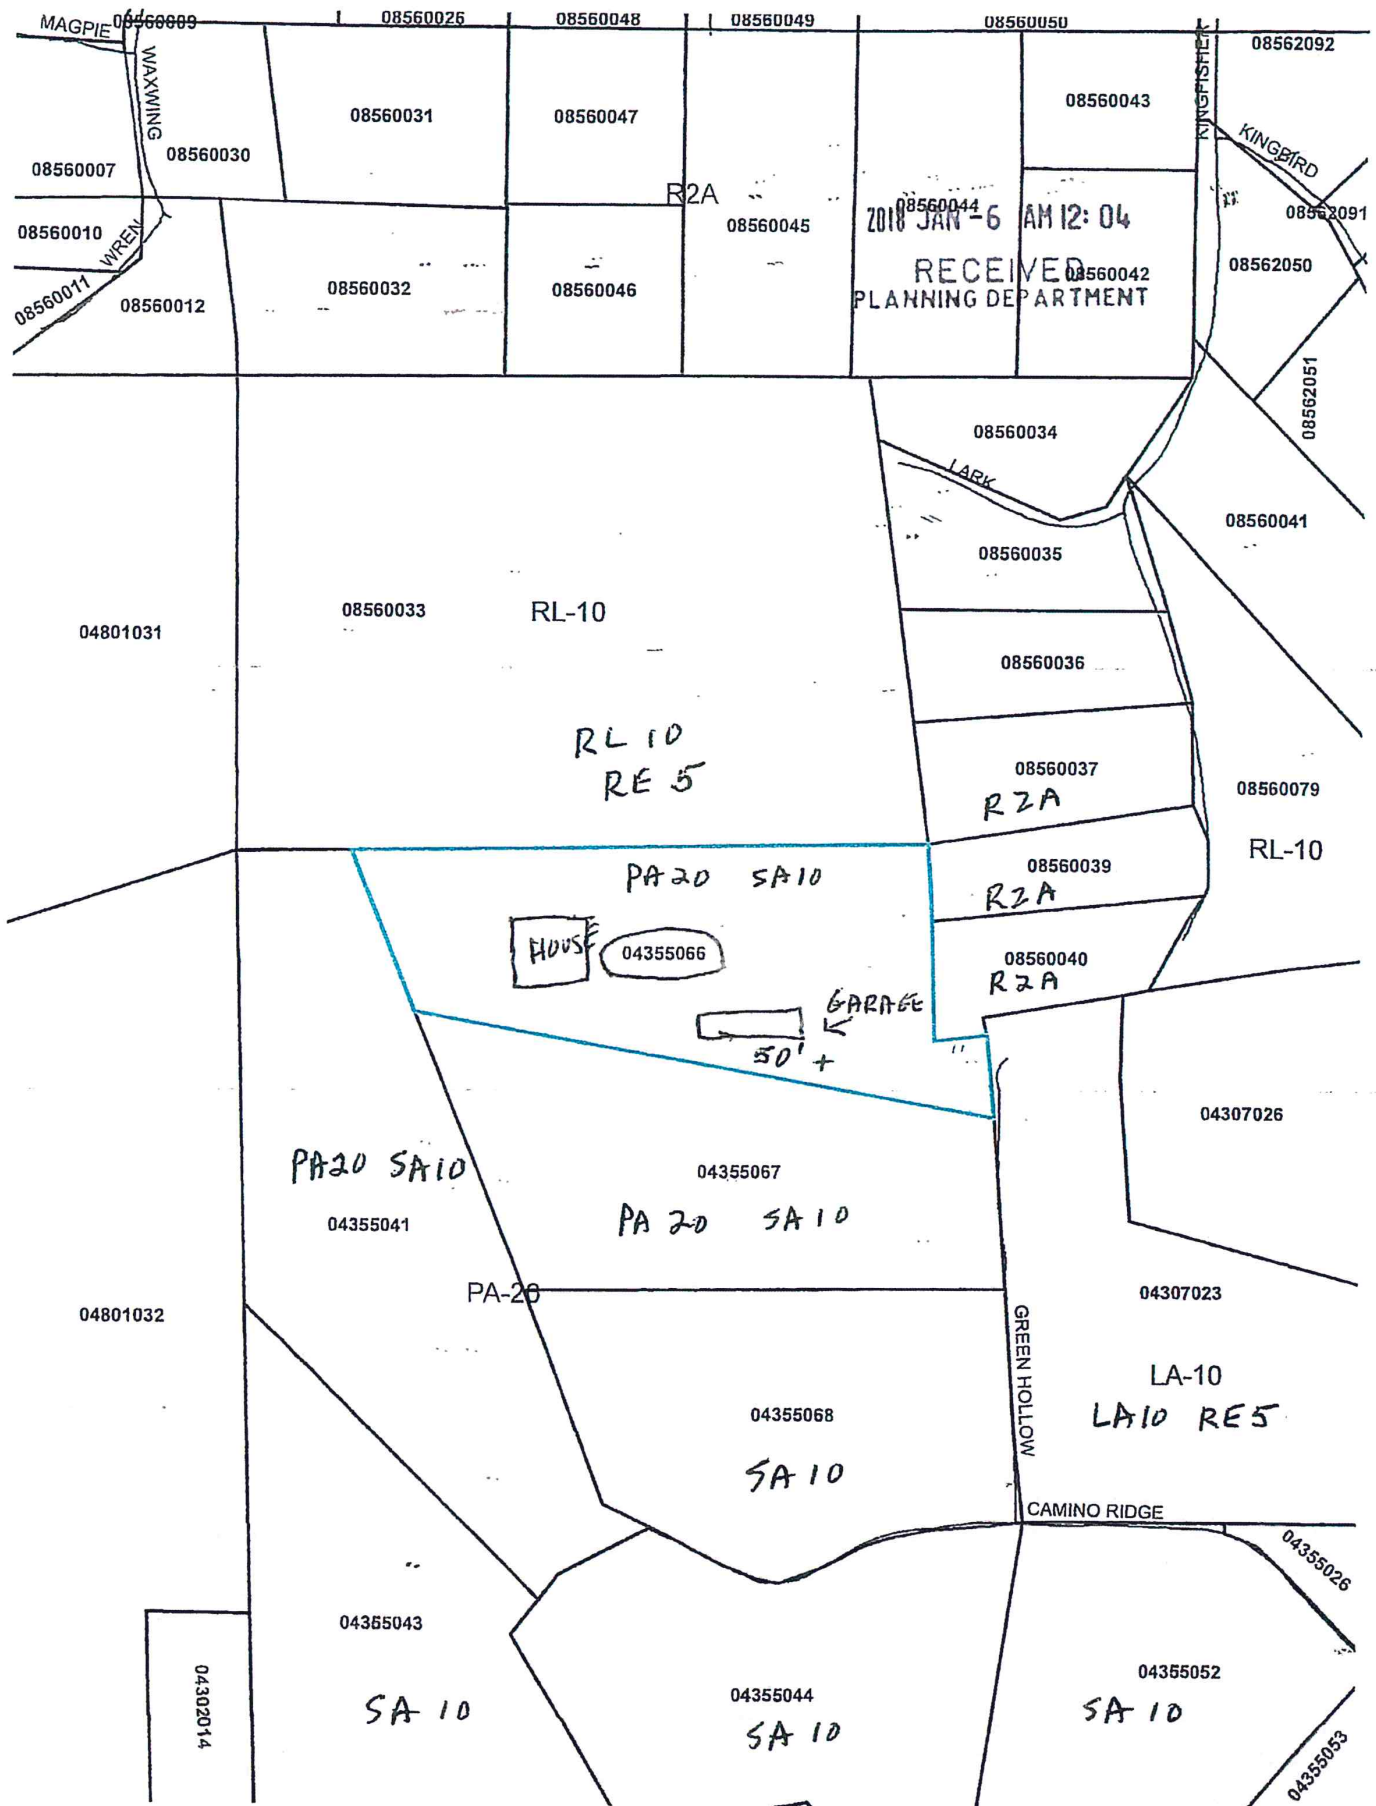 08560009
08560026
08560048
08560049
08560050
MAGPIE
WAXWING
KINGFISHER
08562092
08560031
08560047
08560043
08560030
08560007
KINGBIRD
R2A
08560045
08560044
2018 JAN -6 AM 12: 04
08562091
08560010
WREN
RECEIVED
PLANNING DEPARTMENT
08560042
08562050
08560011
08560012
08560032
08560046
08562051
08560034
LARK
08560041
08560035
04801031
08560033
RL-10
08560036
RL 10
RE 5
08560037
R2A
08560079
RL-10
PA20 SA10
08560039
R2A
HOUSE
04355066
08560040
R2A
GARAGE
50' +
04307026
PA20 SA10
04355041
04355067
PA 20 SA 10
PA-20
04801032
04307023
GREEN HOLLOW
LA-10
LA10 RE5
04355068
SA 10
CAMINO RIDGE
04355026
04355043
SA 10
04302014
04355044
SA 10
04355052
SA 10
04355053